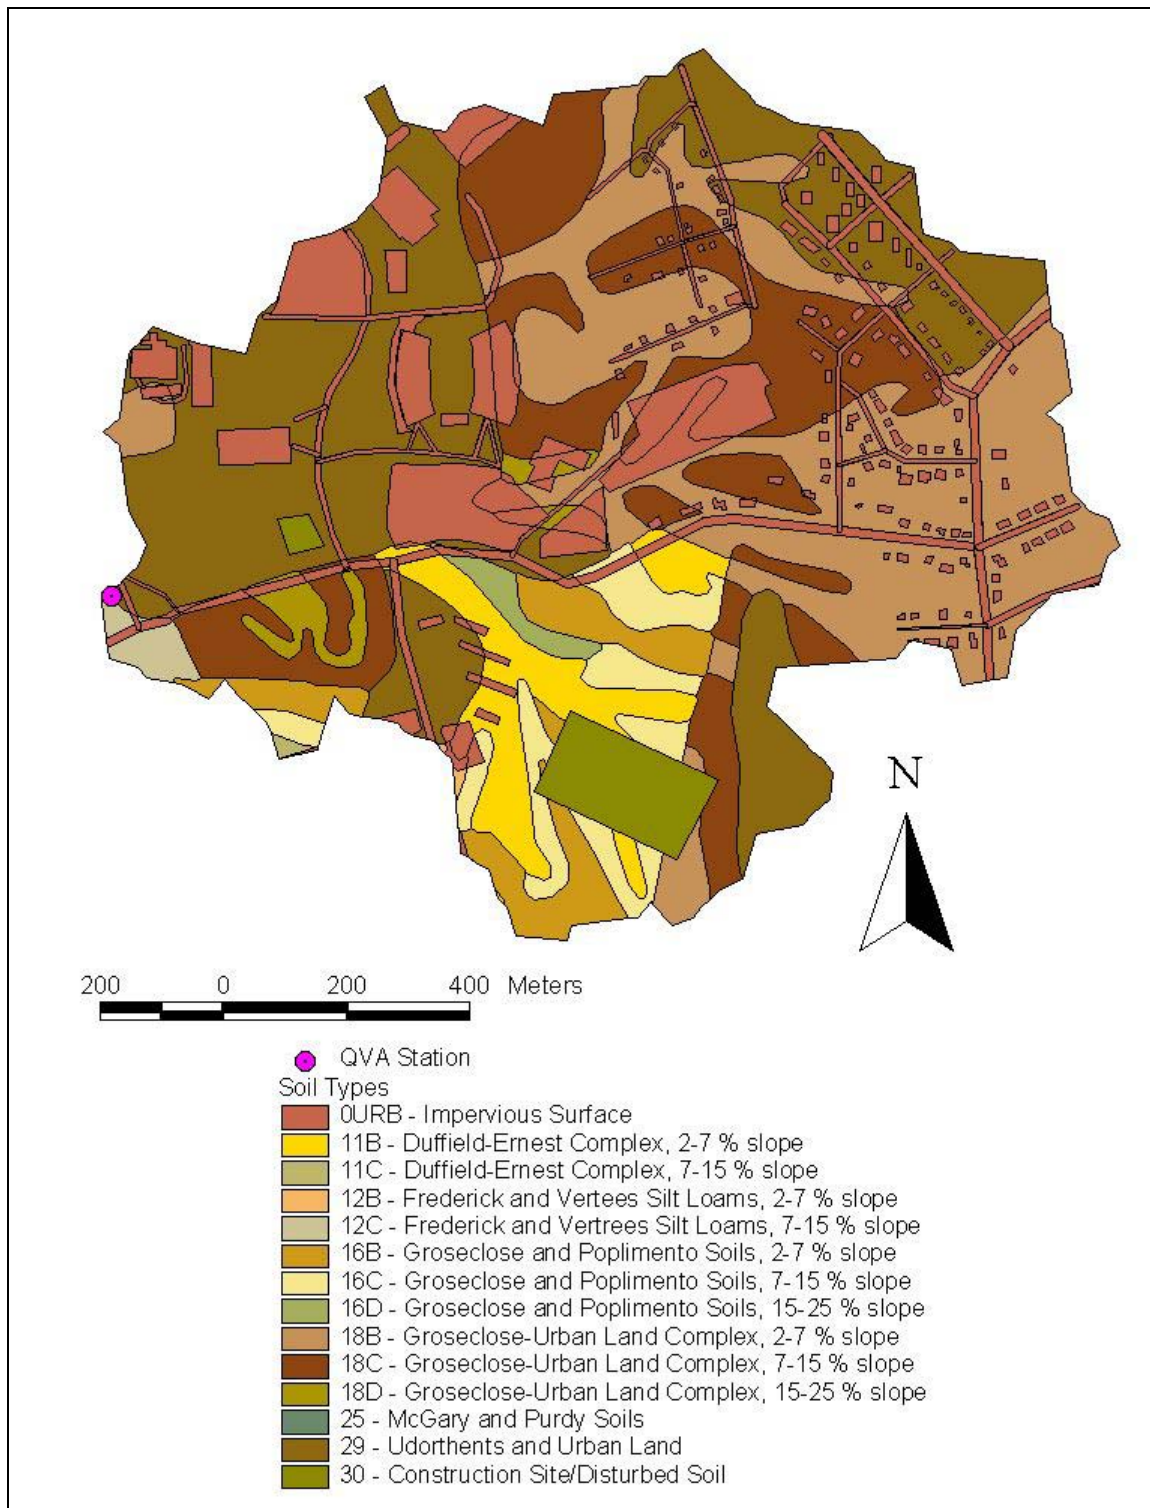 N
200 0 200 400 Meters
QVA Station
Soil Types
0URB - Impervious Surface
11B - Duffield-Ernest Complex, 2-7 % slope
11C - Duffield-Ernest Complex, 7-15 % slope
12B - Frederick and Vertees Silt Loams, 2-7 % slope
12C - Frederick and Vertrees Silt Loams, 7-15 % slope
16B - Groseclose and Poplimento Soils, 2-7 % slope
16C - Groseclose and Poplimento Soils, 7-15 % slope
16D - Groseclose and Poplimento Soils, 15-25 % slope
18B - Groseclose-Urban Land Complex, 2-7 % slope
18C - Groseclose-Urban Land Complex, 7-15 % slope
18D - Groseclose-Urban Land Complex, 15-25 % slope
25 - McGary and Purdy Soils
29 - Udorthents and Urban Land
30 - Construction Site/Disturbed Soil